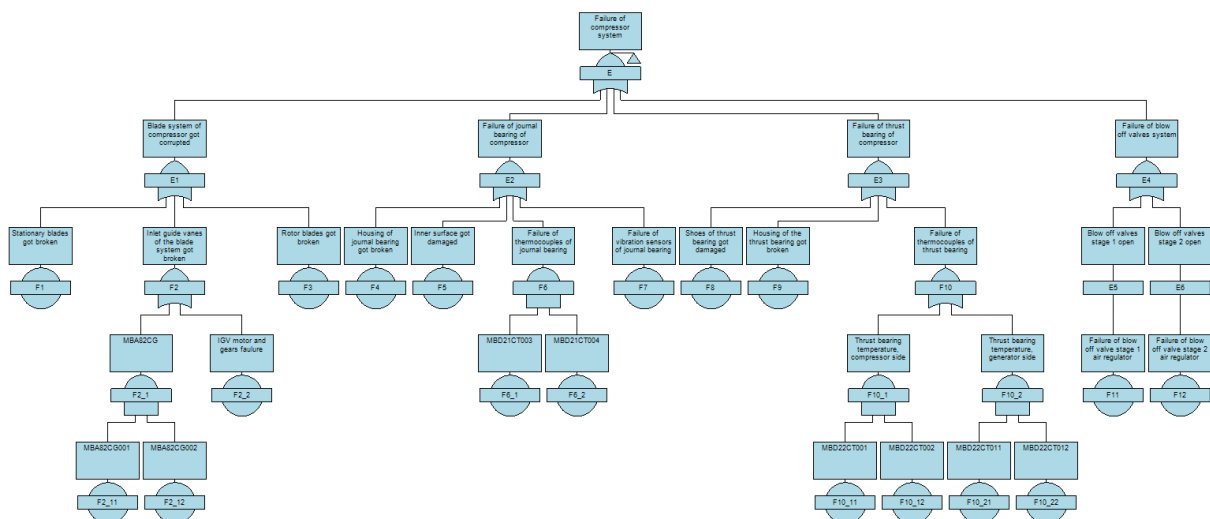 Failure of
compressor
system
E
Blade system of
compressor got
corrupted
E1
Failure of journal
bearing of
compressor
E2
Failure of thrust
bearing of
compressor
E3
Failure of blow
off valves system
E4
Stationary blades
got broken
F1
Inlet guide vanes
of the blade
system got
broken
F2
Rotor blades got
broken
F3
Housing of
journal bearing
got broken
F4
Inner surface got
damaged
F5
Failure of
thermocouples of
journal bearing
F6
Failure of
vibration sensors
of journal bearing
F7
Shoes of thrust
bearing got
damaged
F8
Housing of the
thrust bearing got
broken
F9
Failure of
thermocouples of
thrust bearing
F10
Blow off valves
stage 1 open
E5
Blow off valves
stage 2 open
E6
MBA82CG
F2_1
IGV motor and
gears faulure
F2_2
MBD21CT003
F6_1
MBD21CT004
F6_2
Thrust bearing
temperature,
compressor side
F10_1
Thrust bearing
temperature,
generator side
F10_2
Failure of blow
off valve stage 1
air regulator
F11
Failure of blow
off valve stage 2
air regulator
F12
MBA82CG001
F2_11
MBA82CG002
F2_12
MBD22CT001
F10_11
MBD22CT002
F10_12
MBD22CT011
F10_21
MBD22CT012
F10_22